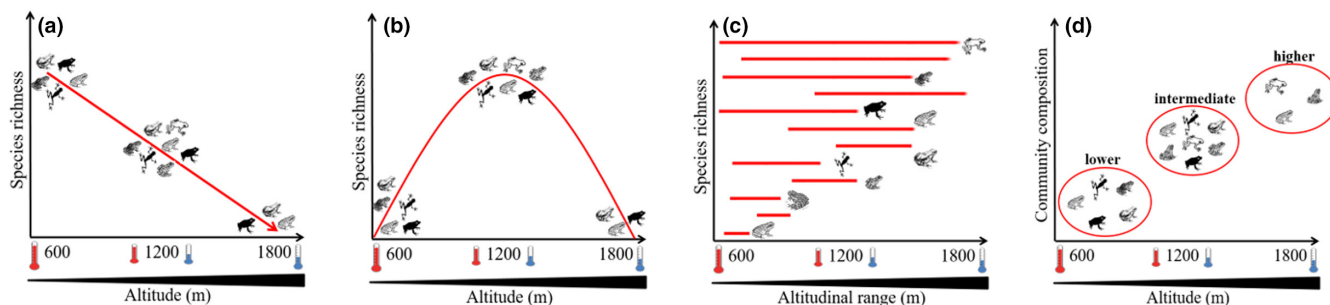 (a)
Species richness
600
1200
1800
Altitude (m)
(b)
Species richness
600
1200
1800
Altitude (m)
(c)
Species richness
600
1200
1800
Altitudinal range (m)
(d)
Community composition
higher
intermediate
lower
600
1200
1800
Altitude (m)